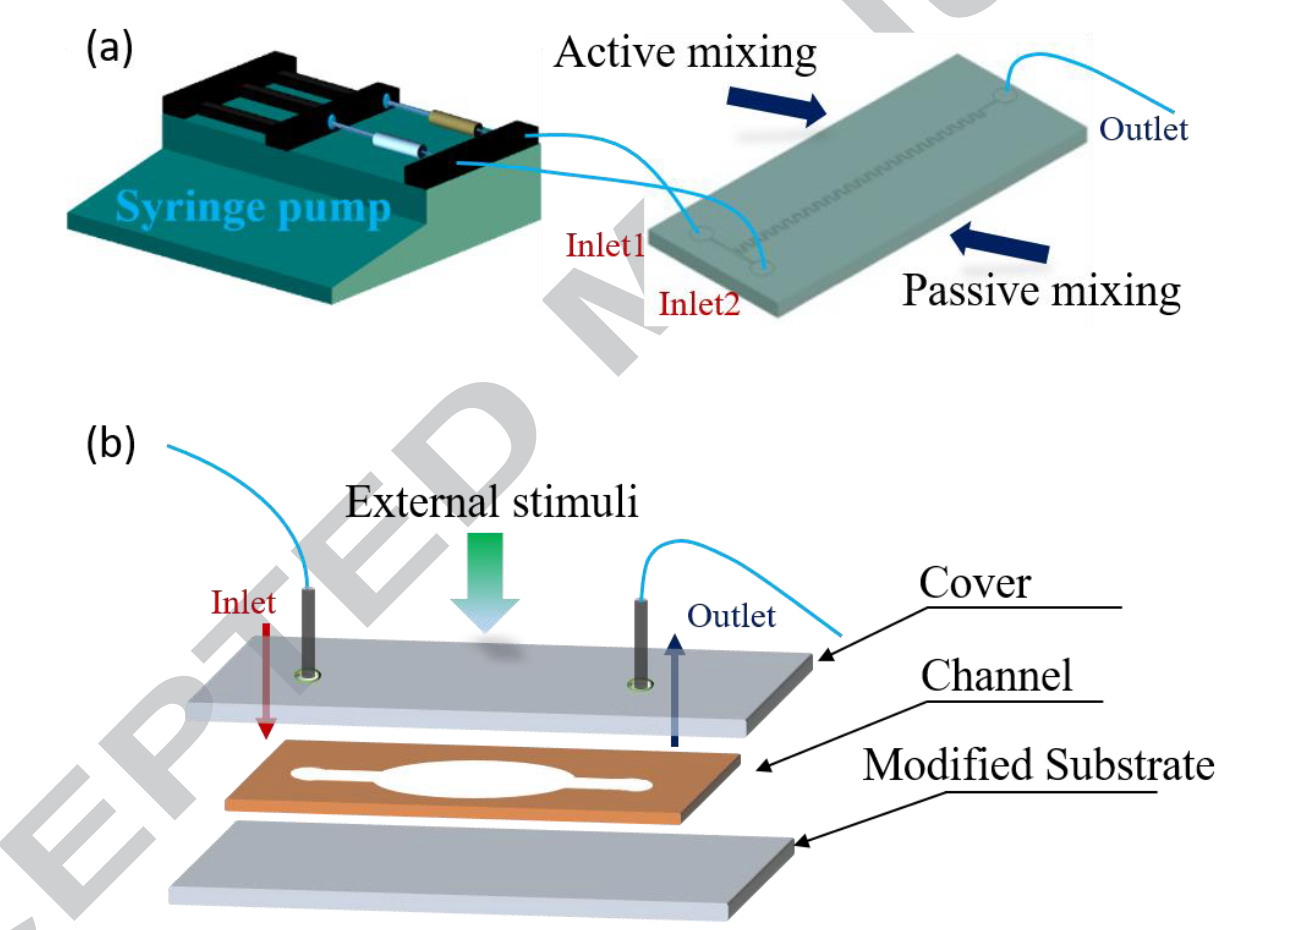 (a)
Active mixing
Outlet
Syringe pump
Inlet1
Inlet2
Passive mixing
(b)
External stimuli
Inlet
Outlet
Cover
Channel
Modified Substrate
EPTED M